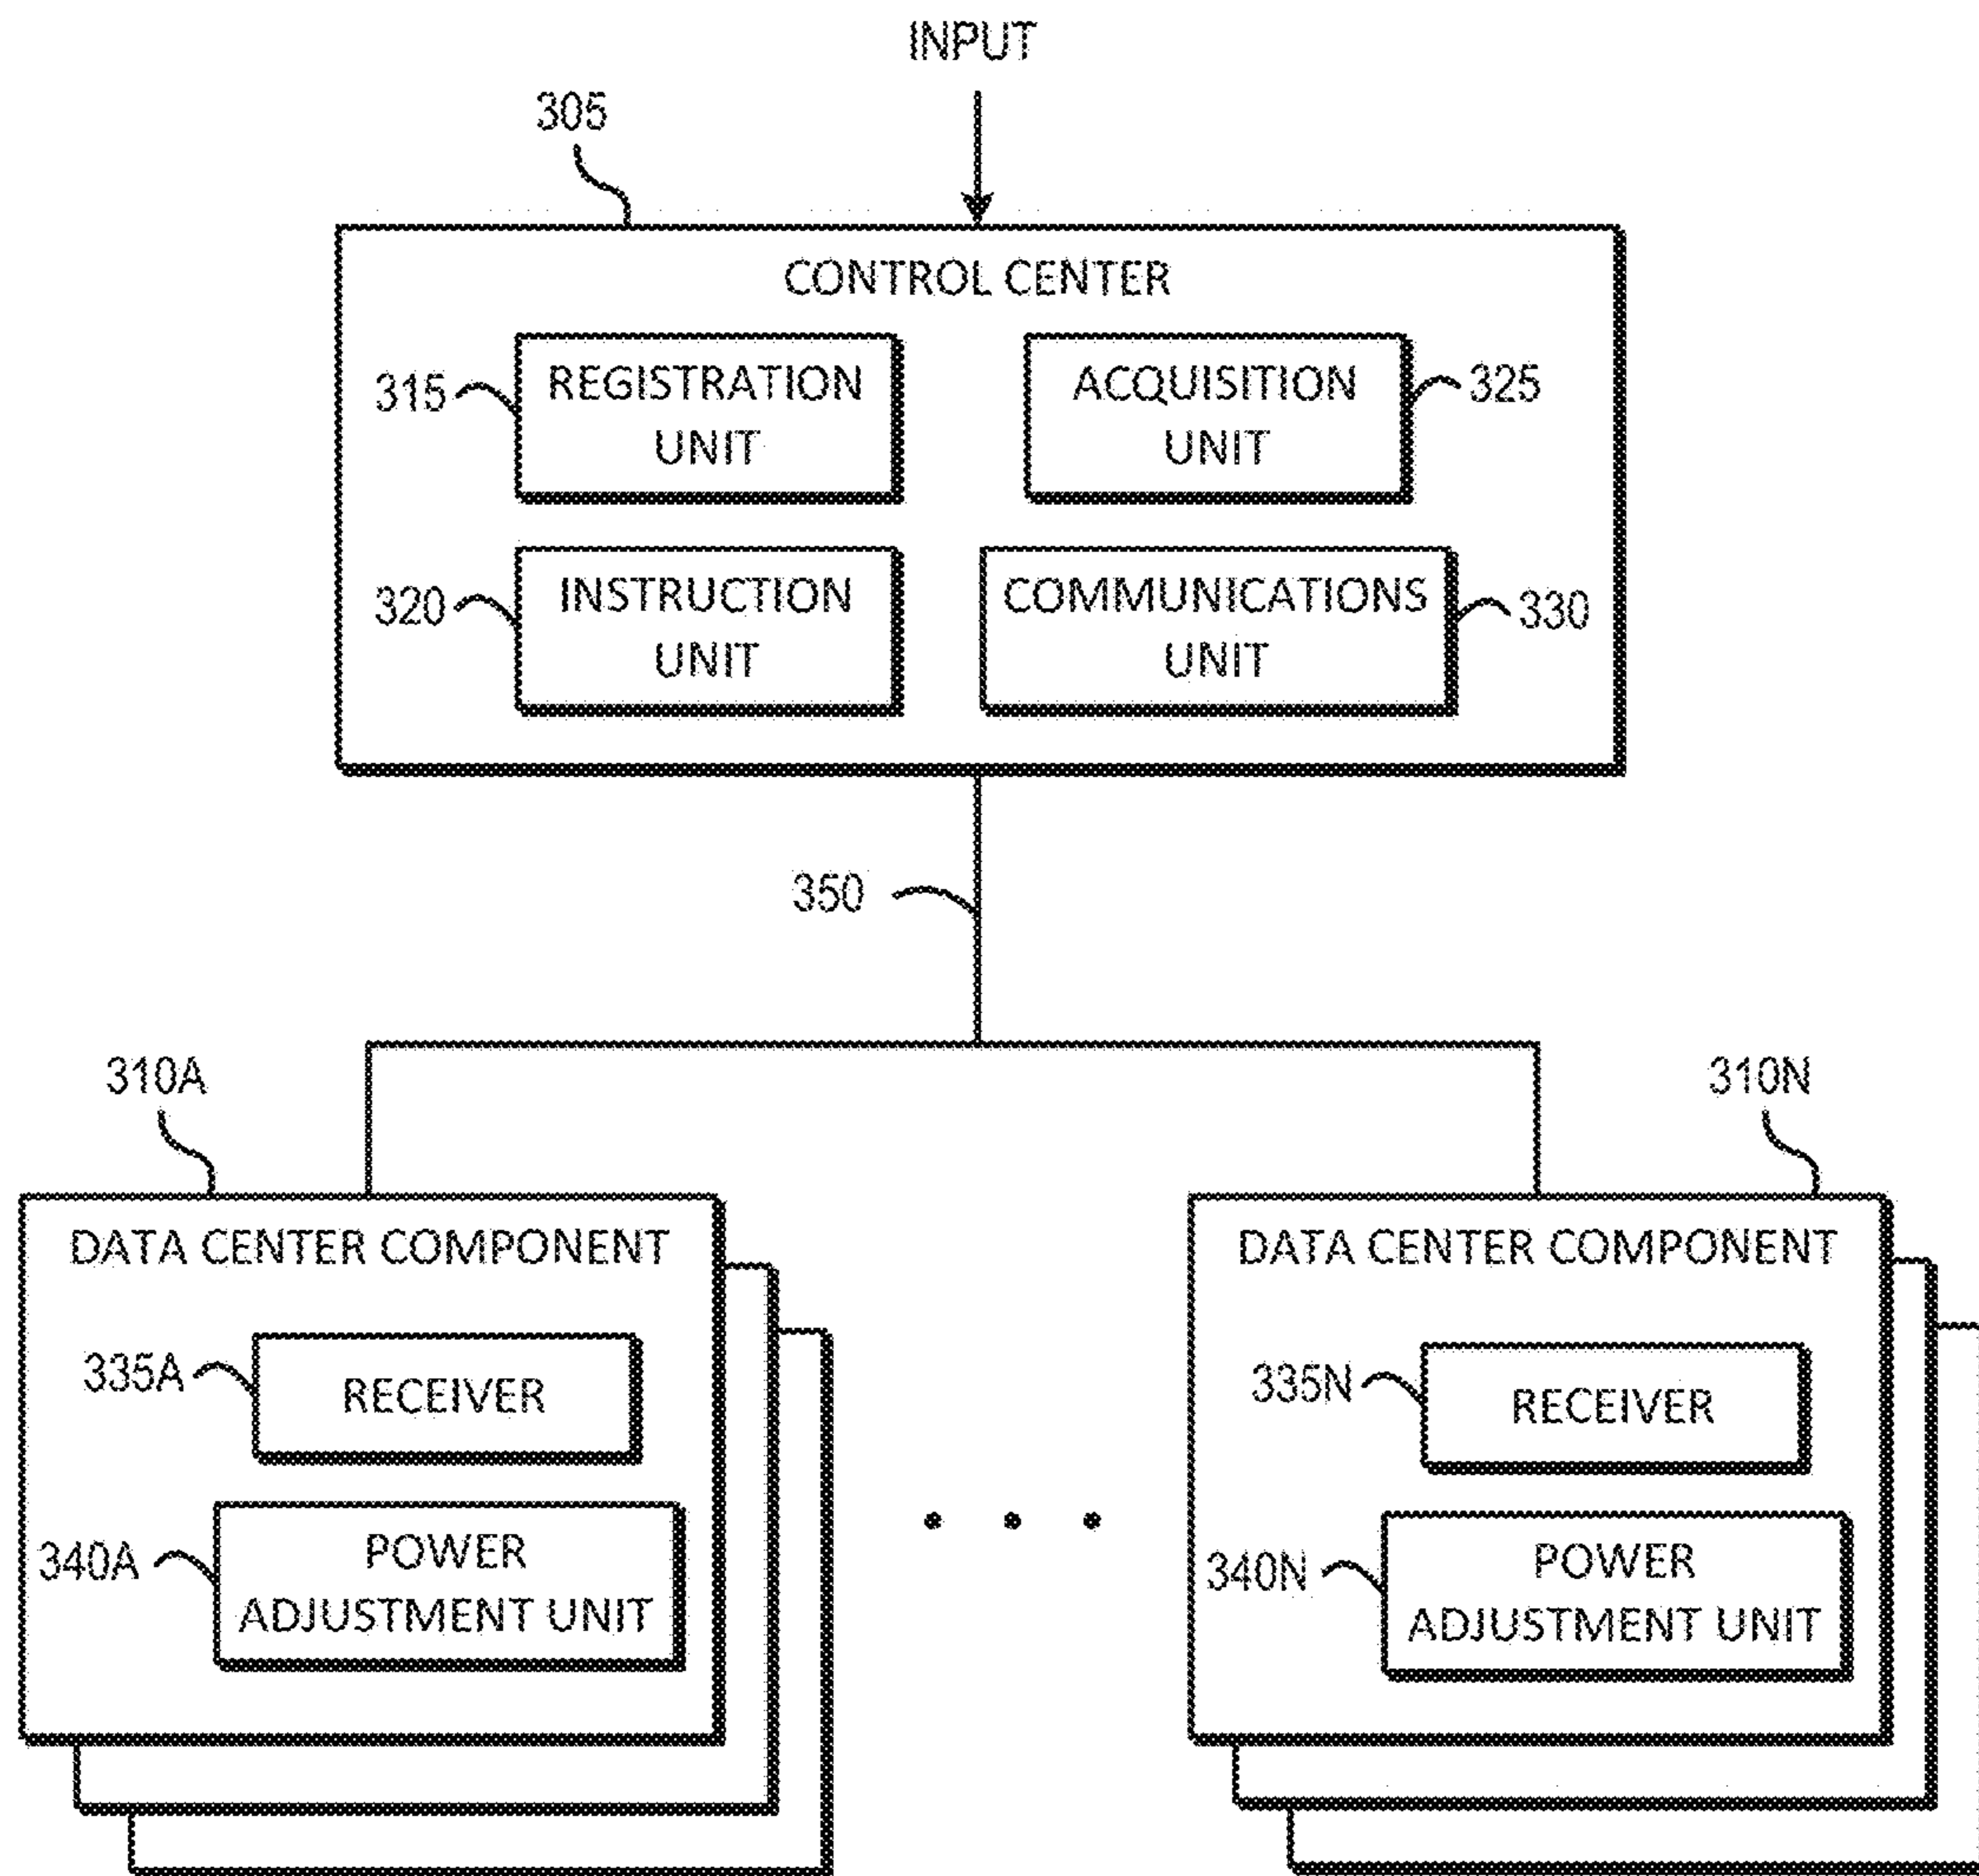 INPUT
305
CONTROL CENTER
315
REGISTRATION
UNIT
ACQUISITION
UNIT
325
320
INSTRUCTION
UNIT
COMMUNICATIONS
UNIT
330
350
310A
310N
DATA CENTER COMPONENT
335A
RECEIVER
340A
POWER
ADJUSTMENT UNIT
DATA CENTER COMPONENT
335N
RECEIVER
340N
POWER
ADJUSTMENT UNIT